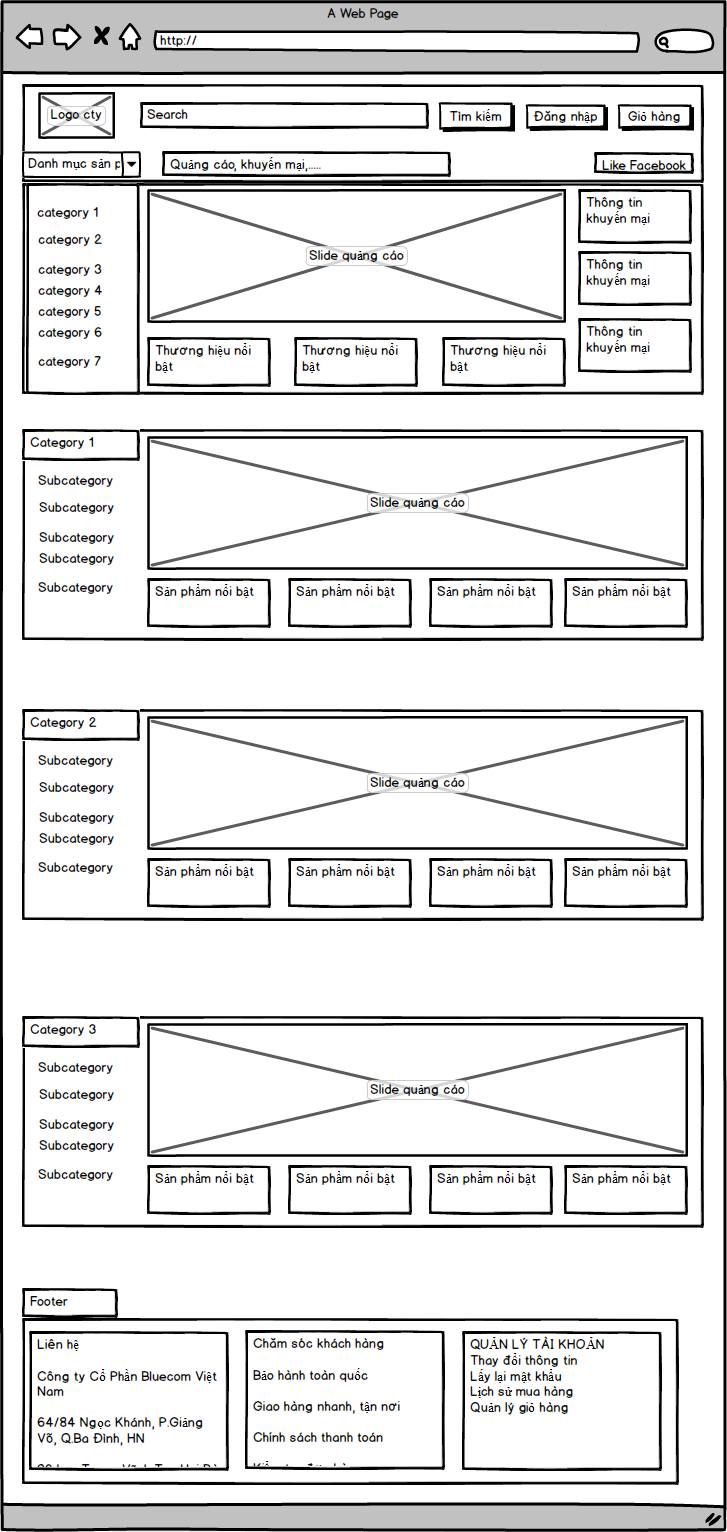 A Web Page
http://
Logo cty
Search
Tìm kiếm
Đăng nhập
Giỏ hàng
Danh mục sản p
Quảng cáo, khuyến mại,.....
Like Facebook
category 1
category 2
category 3
category 4
category 5
category 6
category 7
Slide quảng cáo
Thông tin
khuyến mại
Thông tin
khuyến mại
Thông tin
khuyến mại
Thương hiệu nổi
bật
Thương hiệu nổi
bật
Thương hiệu nổi
bật
Category 1
Subcategory
Subcategory
Subcategory
Subcategory
Subcategory
Slide quảng cáo
Sản phẩm nổi bật
Sản phẩm nổi bật
Sản phẩm nổi bật
Sản phẩm nổi bật
Category 2
Subcategory
Subcategory
Subcategory
Subcategory
Subcategory
Slide quảng cáo
Sản phẩm nổi bật
Sản phẩm nổi bật
Sản phẩm nổi bật
Sản phẩm nổi bật
Category 3
Subcategory
Subcategory
Subcategory
Subcategory
Subcategory
Slide quảng cáo
Sản phẩm nổi bật
Sản phẩm nổi bật
Sản phẩm nổi bật
Sản phẩm nổi bật
Footer
Liên hệ
Công ty Cổ Phần Bluecom Việt
Nam
64/84 Ngọc Khánh, P.Giảng
Võ, Q.Ba Đình, HN
Chăm sóc khách hàng
Bảo hành toàn quốc
Giao hàng nhanh, tận nơi
Chính sách thanh toán
QUẢN LÝ TÀI KHOẢN
Thay đổi thông tin
Lấy lại mật khẩu
Lịch sử mua hàng
Quản lý giỏ hàng